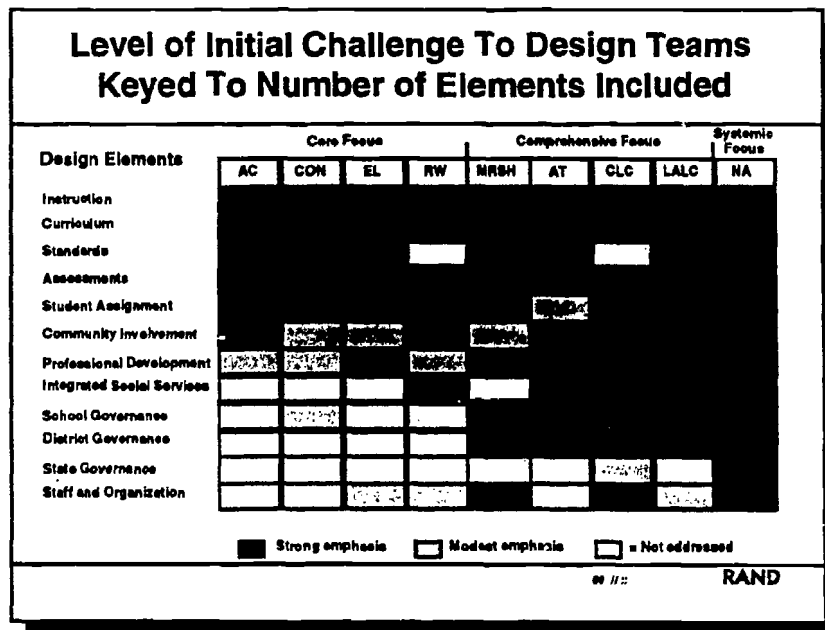 Level of Initial Challenge To Design Teams
Keyed To Number of Elements Included
Design Elements
Core Focus
Comprehensive Focus
Systemic
Focus
AC CON EL RW MRSH AT CLC LALC NA
Instruction
Curriculum
Standards
Assessments
Student Assignment
Community Involvement
Professional Development
Integrated Social Services
School Governance
District Governance
State Governance
Staff and Organization
Strong emphasis Modest emphasis = Not addressed
RAND